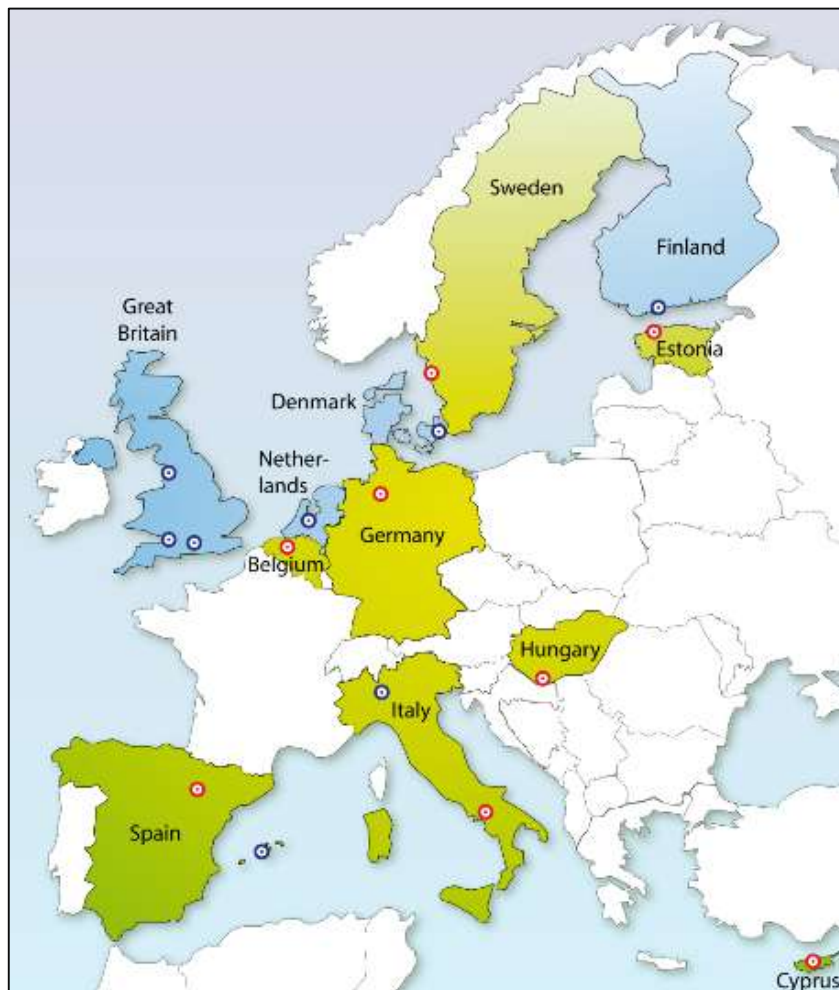 Sweden
Finland
Great
Britain
Estonia
Denmark
Nether-
lands
Germany
Belgium
Hungary
Italy
Spain
Cyprus